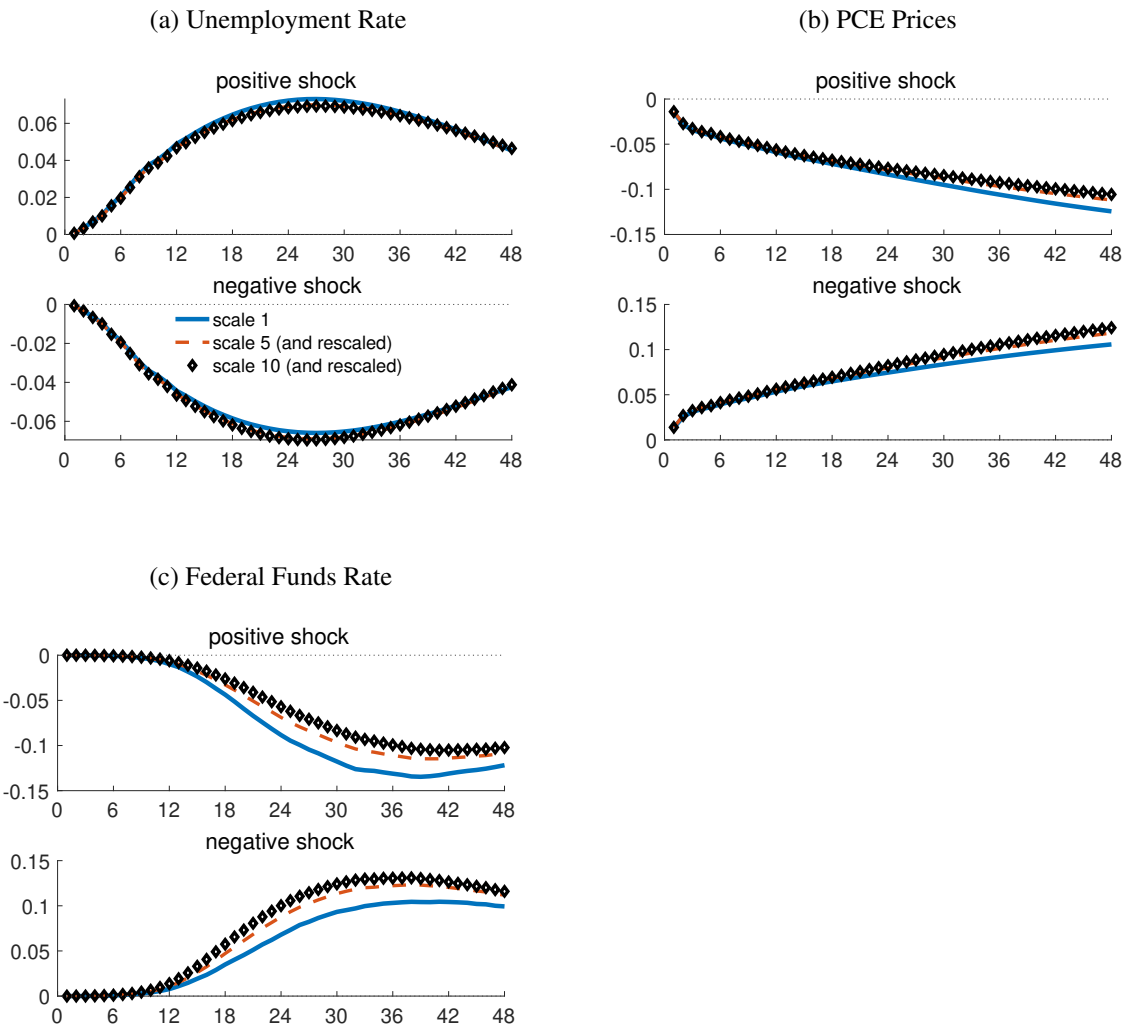 (a) Unemployment Rate
positive shock
0.06
0.04
0.02
0
0 6 12 18 24 30 36 42 48
negative shock
0
-0.02
-0.04
-0.06
scale 1
scale 5 (and rescaled)
scale 10 (and rescaled)
0 6 12 18 24 30 36 42 48
(b) PCE Prices
positive shock
0
-0.05
-0.1
-0.15
0 6 12 18 24 30 36 42 48
negative shock
0.15
0.1
0.05
0
0 6 12 18 24 30 36 42 48
(c) Federal Funds Rate
positive shock
0
-0.05
-0.1
-0.15
0 6 12 18 24 30 36 42 48
negative shock
0.15
0.1
0.05
0
0 6 12 18 24 30 36 42 48